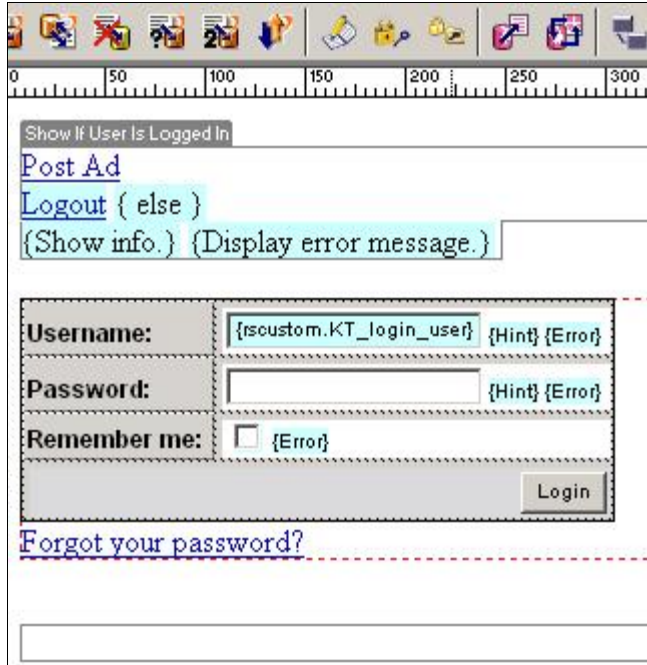 0 50 100 150 200 250 300
Show If User Is Logged In
Post Ad
Logout { else }
{Show info.} {Display error message.}
Username: {rscustom.KT_login_user} {Hint} {Error}
Password: {Hint} {Error}
Remember me: {Error}
Login
Forgot your password?